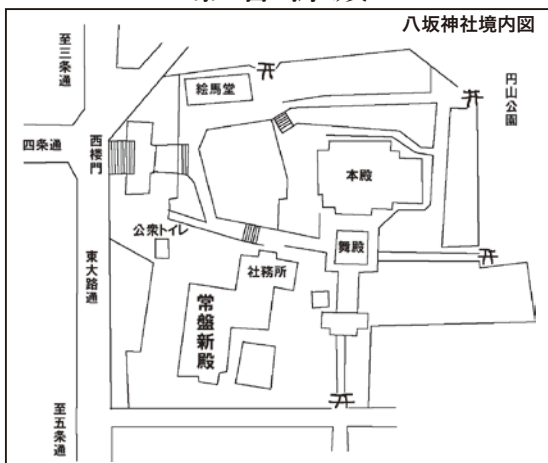 八坂神社境内図
至三条通
絵馬堂
円山公園
四条通
西楼門
本殿
公衆トイレ
舞殿
東大路通
社務所
常盤新殿
至五条通